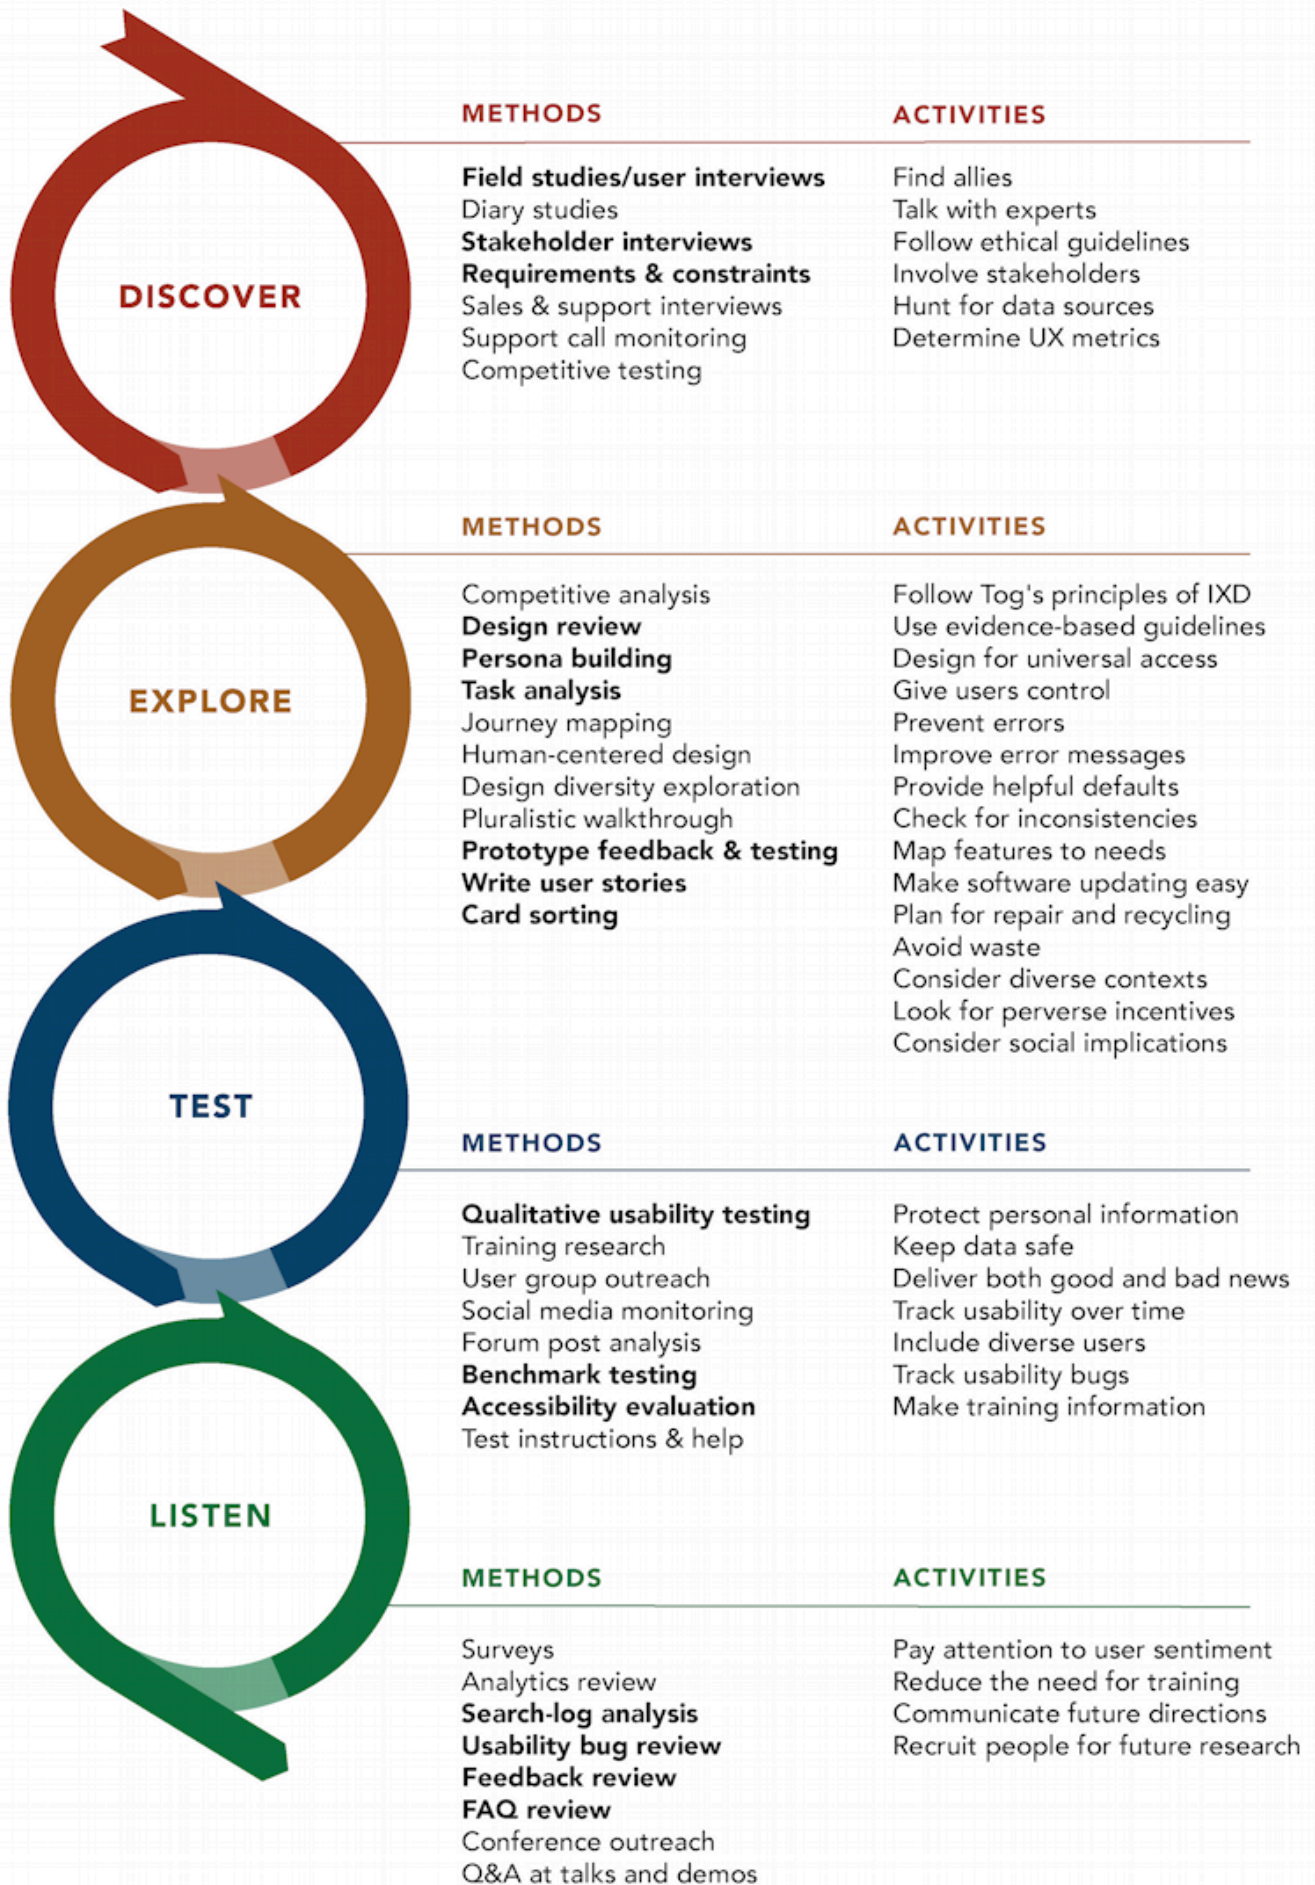 DISCOVER
METHODS
Field studies/user interviews
Diary studies
Stakeholder interviews
Requirements & constraints
Sales & support interviews
Support call monitoring
Competitive testing
ACTIVITIES
Find allies
Talk with experts
Follow ethical guidelines
Involve stakeholders
Hunt for data sources
Determine UX metrics
EXPLORE
METHODS
Competitive analysis
Design review
Persona building
Task analysis
Journey mapping
Human-centered design
Design diversity exploration
Pluralistic walkthrough
Prototype feedback & testing
Write user stories
Card sorting
ACTIVITIES
Follow Tog's principles of IXD
Use evidence-based guidelines
Design for universal access
Give users control
Prevent errors
Improve error messages
Provide helpful defaults
Check for inconsistencies
Map features to needs
Make software updating easy
Plan for repair and recycling
Avoid waste
Consider diverse contexts
Look for perverse incentives
Consider social implications
TEST
METHODS
Qualitative usability testing
Training research
User group outreach
Social media monitoring
Forum post analysis
Benchmark testing
Accessibility evaluation
Test instructions & help
ACTIVITIES
Protect personal information
Keep data safe
Deliver both good and bad news
Track usability over time
Include diverse users
Track usability bugs
Make training information
LISTEN
METHODS
Surveys
Analytics review
Search-log analysis
Usability bug review
Feedback review
FAQ review
Conference outreach
Q&A at talks and demos
ACTIVITIES
Pay attention to user sentiment
Reduce the need for training
Communicate future directions
Recruit people for future research